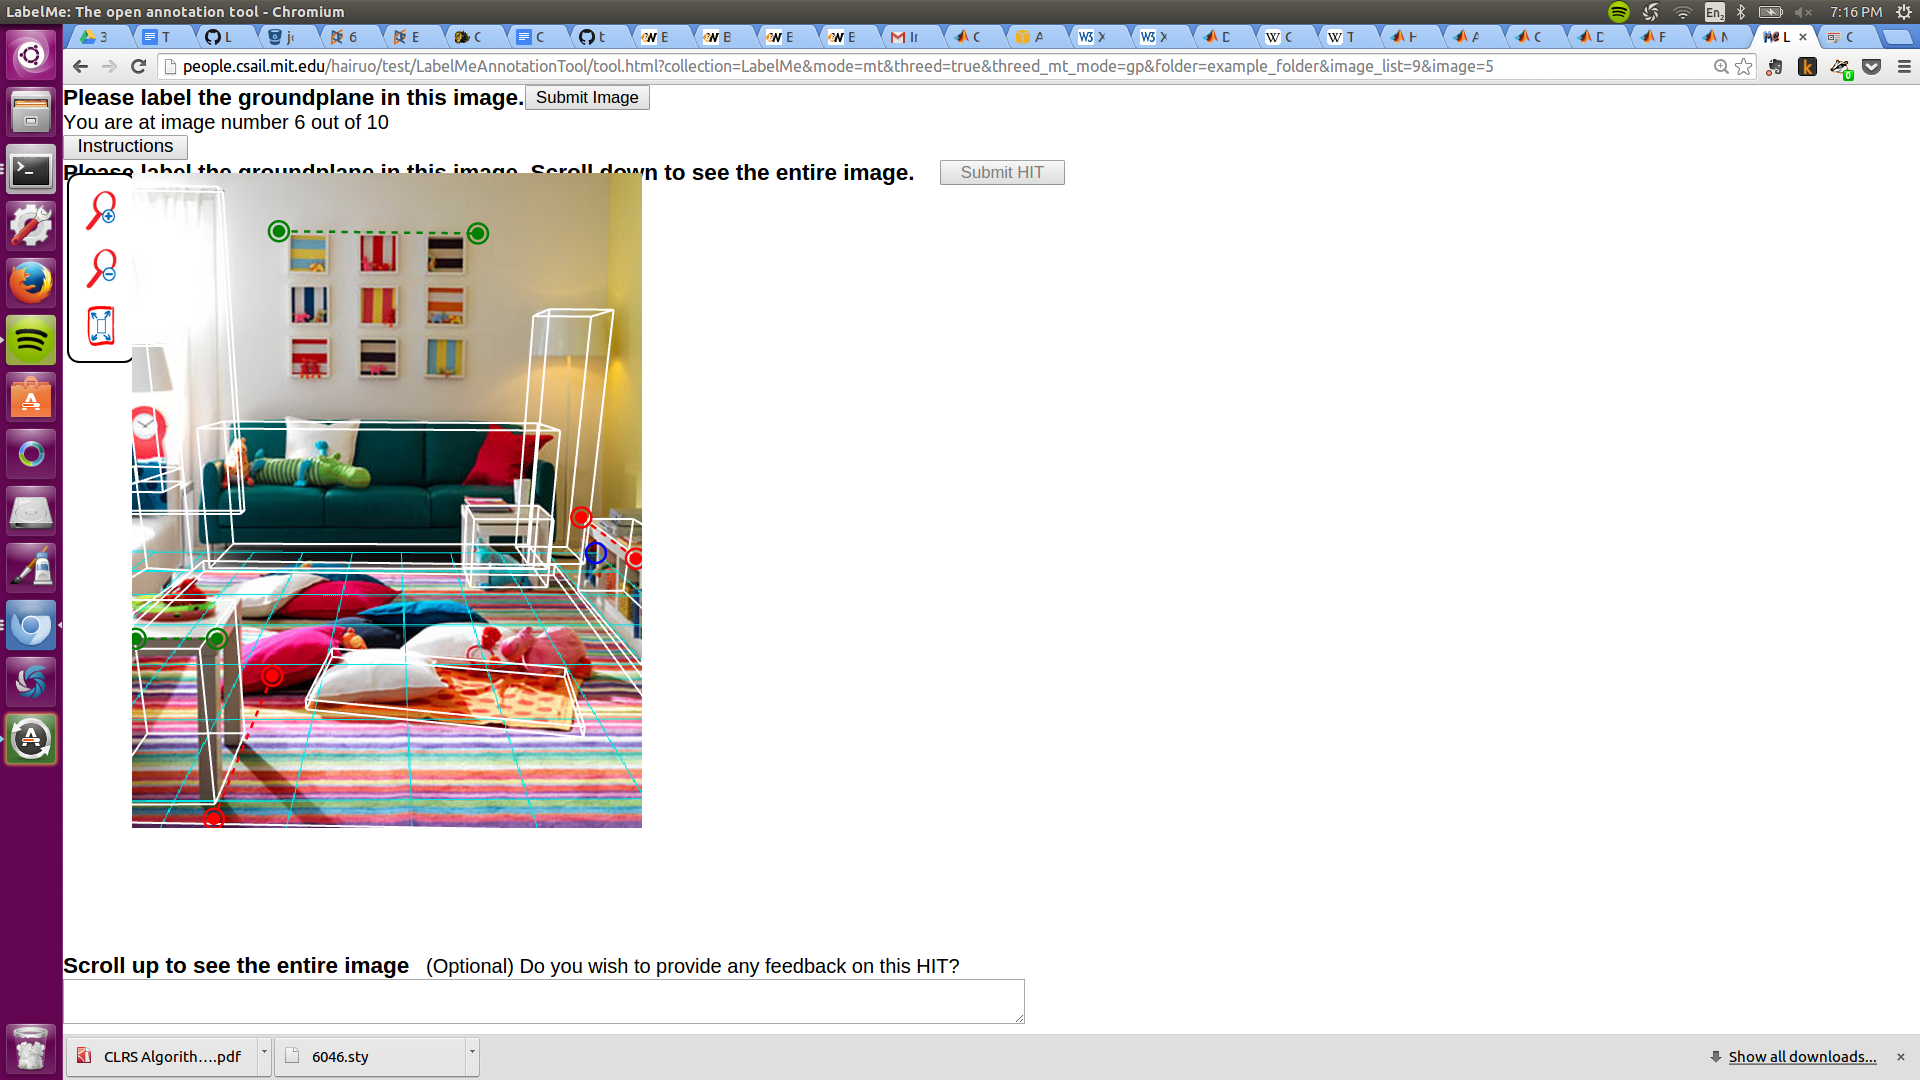 LabelMe: The open annotation tool - Chromium
En2 7:16 PM
3 T L 6 E C C t E B E E C A X X D C T H A C D F L C
people.csail.mit.edu/hairuo/test/LabelMeAnnotationTool/tool.html?collection=LabelMe&mode=mt&threed=true&threed_mt_mode=gp&folder=example_folder&image_list=9&image=5
Please label the groundplane in this image. Submit Image
You are at image number 6 out of 10
Instructions
Please label the groundplane in this image. Scroll down to see the entire image. Submit HIT
Scroll up to see the entire image (Optional) Do you wish to provide any feedback on this HIT?
CLRS Algorith....pdf 6046.sty Show all downloads...